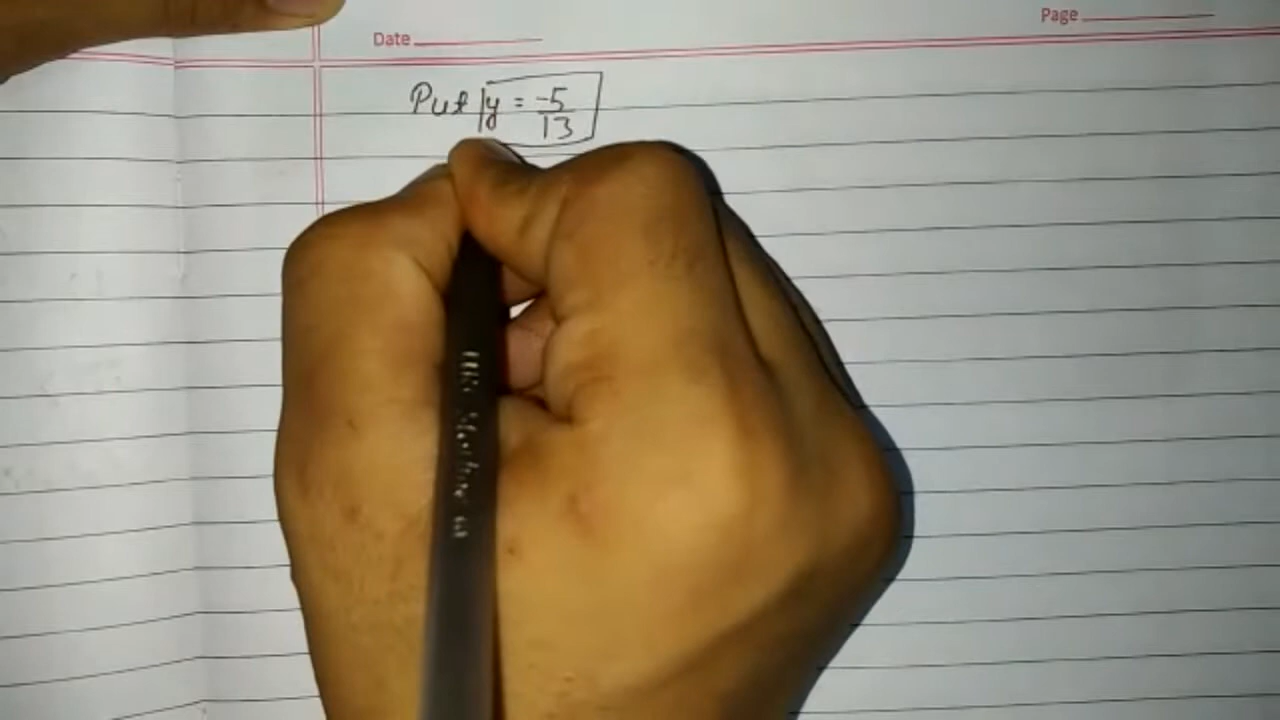 Page
Date
Put y = -5/13